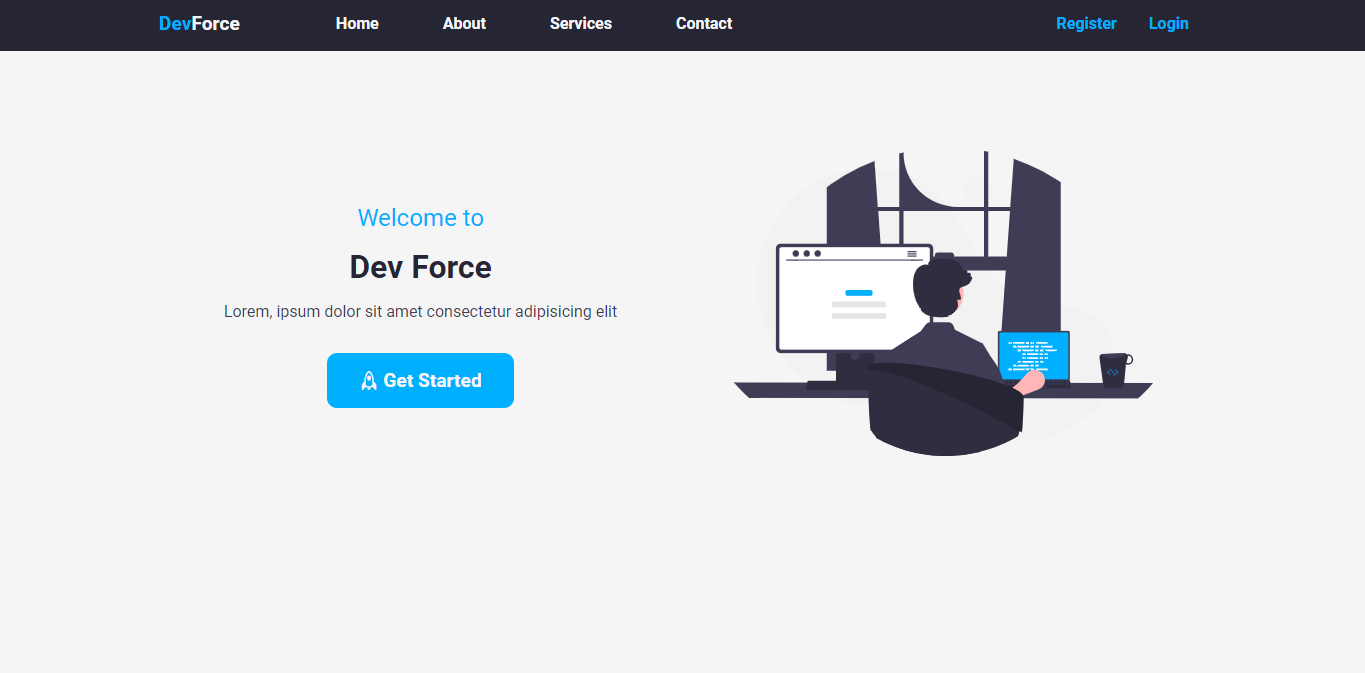 DevForce Home About Services Contact Register Login
Welcome to
Dev Force
Lorem, ipsum dolor sit amet consectetur adipisicing elit
Get Started